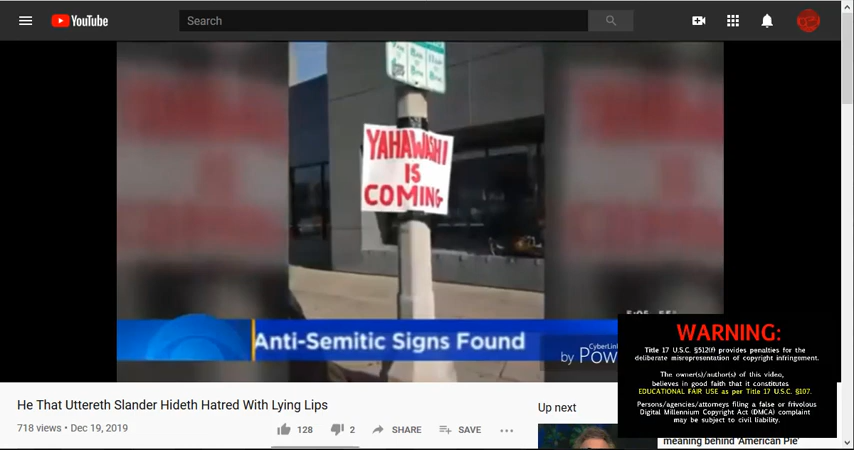 YouTube
Search
YAHAWASHI
IS
COMING
Anti-Semitic Signs Found
by
CyberLin
Pow
WARNING:
Title 17 U.S.C. §512(f) provides penalties for the
deliberate misrepresentation of copyright infringement.
The owner(s)/author(s) of this video,
believes in good faith that it constitutes
EDUCATIONAL FAIR USE as per Title 17 U.S.C. §107.
Persons/agencies/attorneys filing a false or frivolous
Digital Millennium Copyright Act (DMCA) complaint
may be subject to civil liability.
He That Uttereth Slander Hideth Hatred With Lying Lips
718 views • Dec 19, 2019
128
2
SHARE
SAVE
Up next
meaning behind 'American Pie'